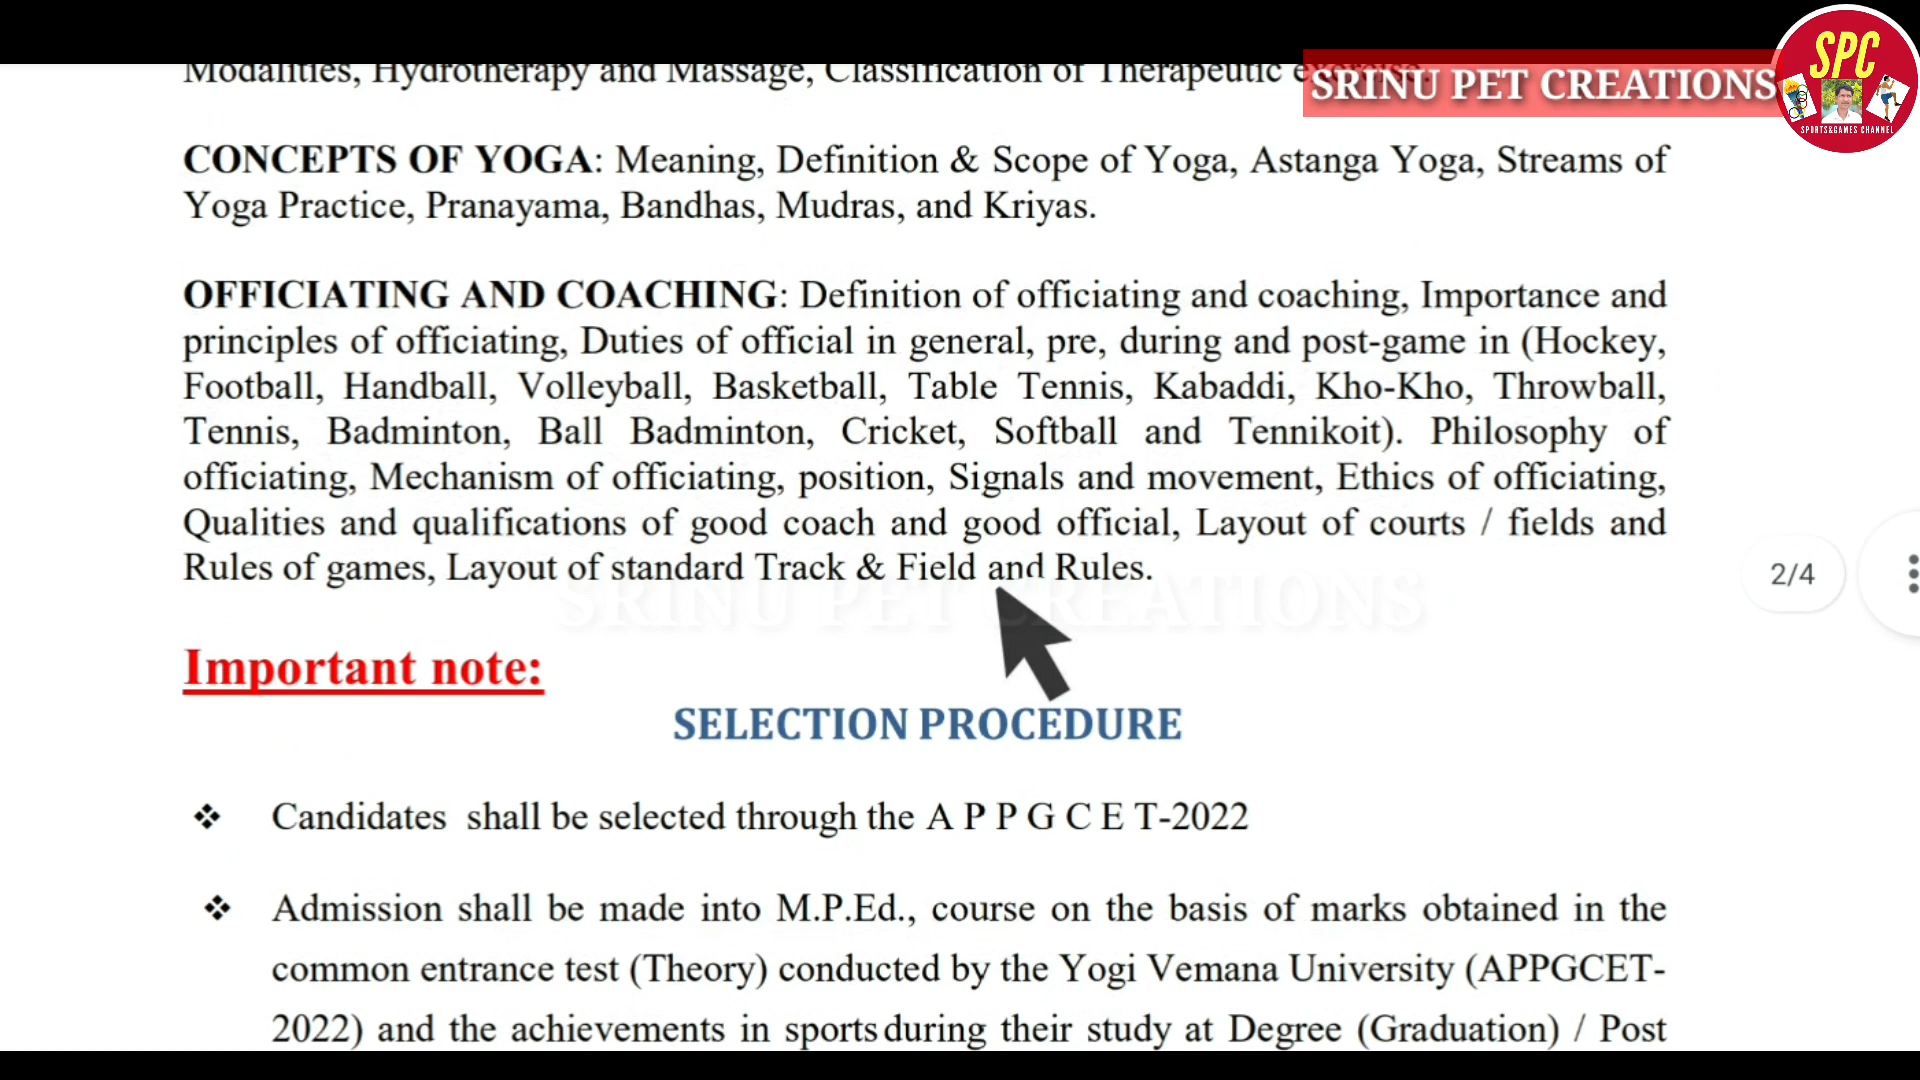 Modalities, Hydrotherapy and Massage, Classification of Therapeutic
SRINU PET CREATIONS
SPC
SPORTS&GAMES CHANNEL
CONCEPTS OF YOGA: Meaning, Definition & Scope of Yoga, Astanga Yoga, Streams of
Yoga Practice, Pranayama, Bandhas, Mudras, and Kriyas.
OFFICIATING AND COACHING: Definition of officiating and coaching, Importance and
principles of officiating, Duties of official in general, pre, during and post-game in (Hockey,
Football, Handball, Volleyball, Basketball, Table Tennis, Kabaddi, Kho-Kho, Throwball,
Tennis, Badminton, Ball Badminton, Cricket, Softball and Tennikoit). Philosophy of
officiating, Mechanism of officiating, position, Signals and movement, Ethics of officiating,
Qualities and qualifications of good coach and good official, Layout of courts / fields and
Rules of games, Layout of standard Track & Field and Rules.
SRINU PET CREATIONS
2/4
Important note:
SELECTION PROCEDURE
❖ Candidates shall be selected through the A P P G C E T-2022
❖ Admission shall be made into M.P.Ed., course on the basis of marks obtained in the
common entrance test (Theory) conducted by the Yogi Vemana University (APPGCET-
2022) and the achievements in sports during their study at Degree (Graduation) / Post